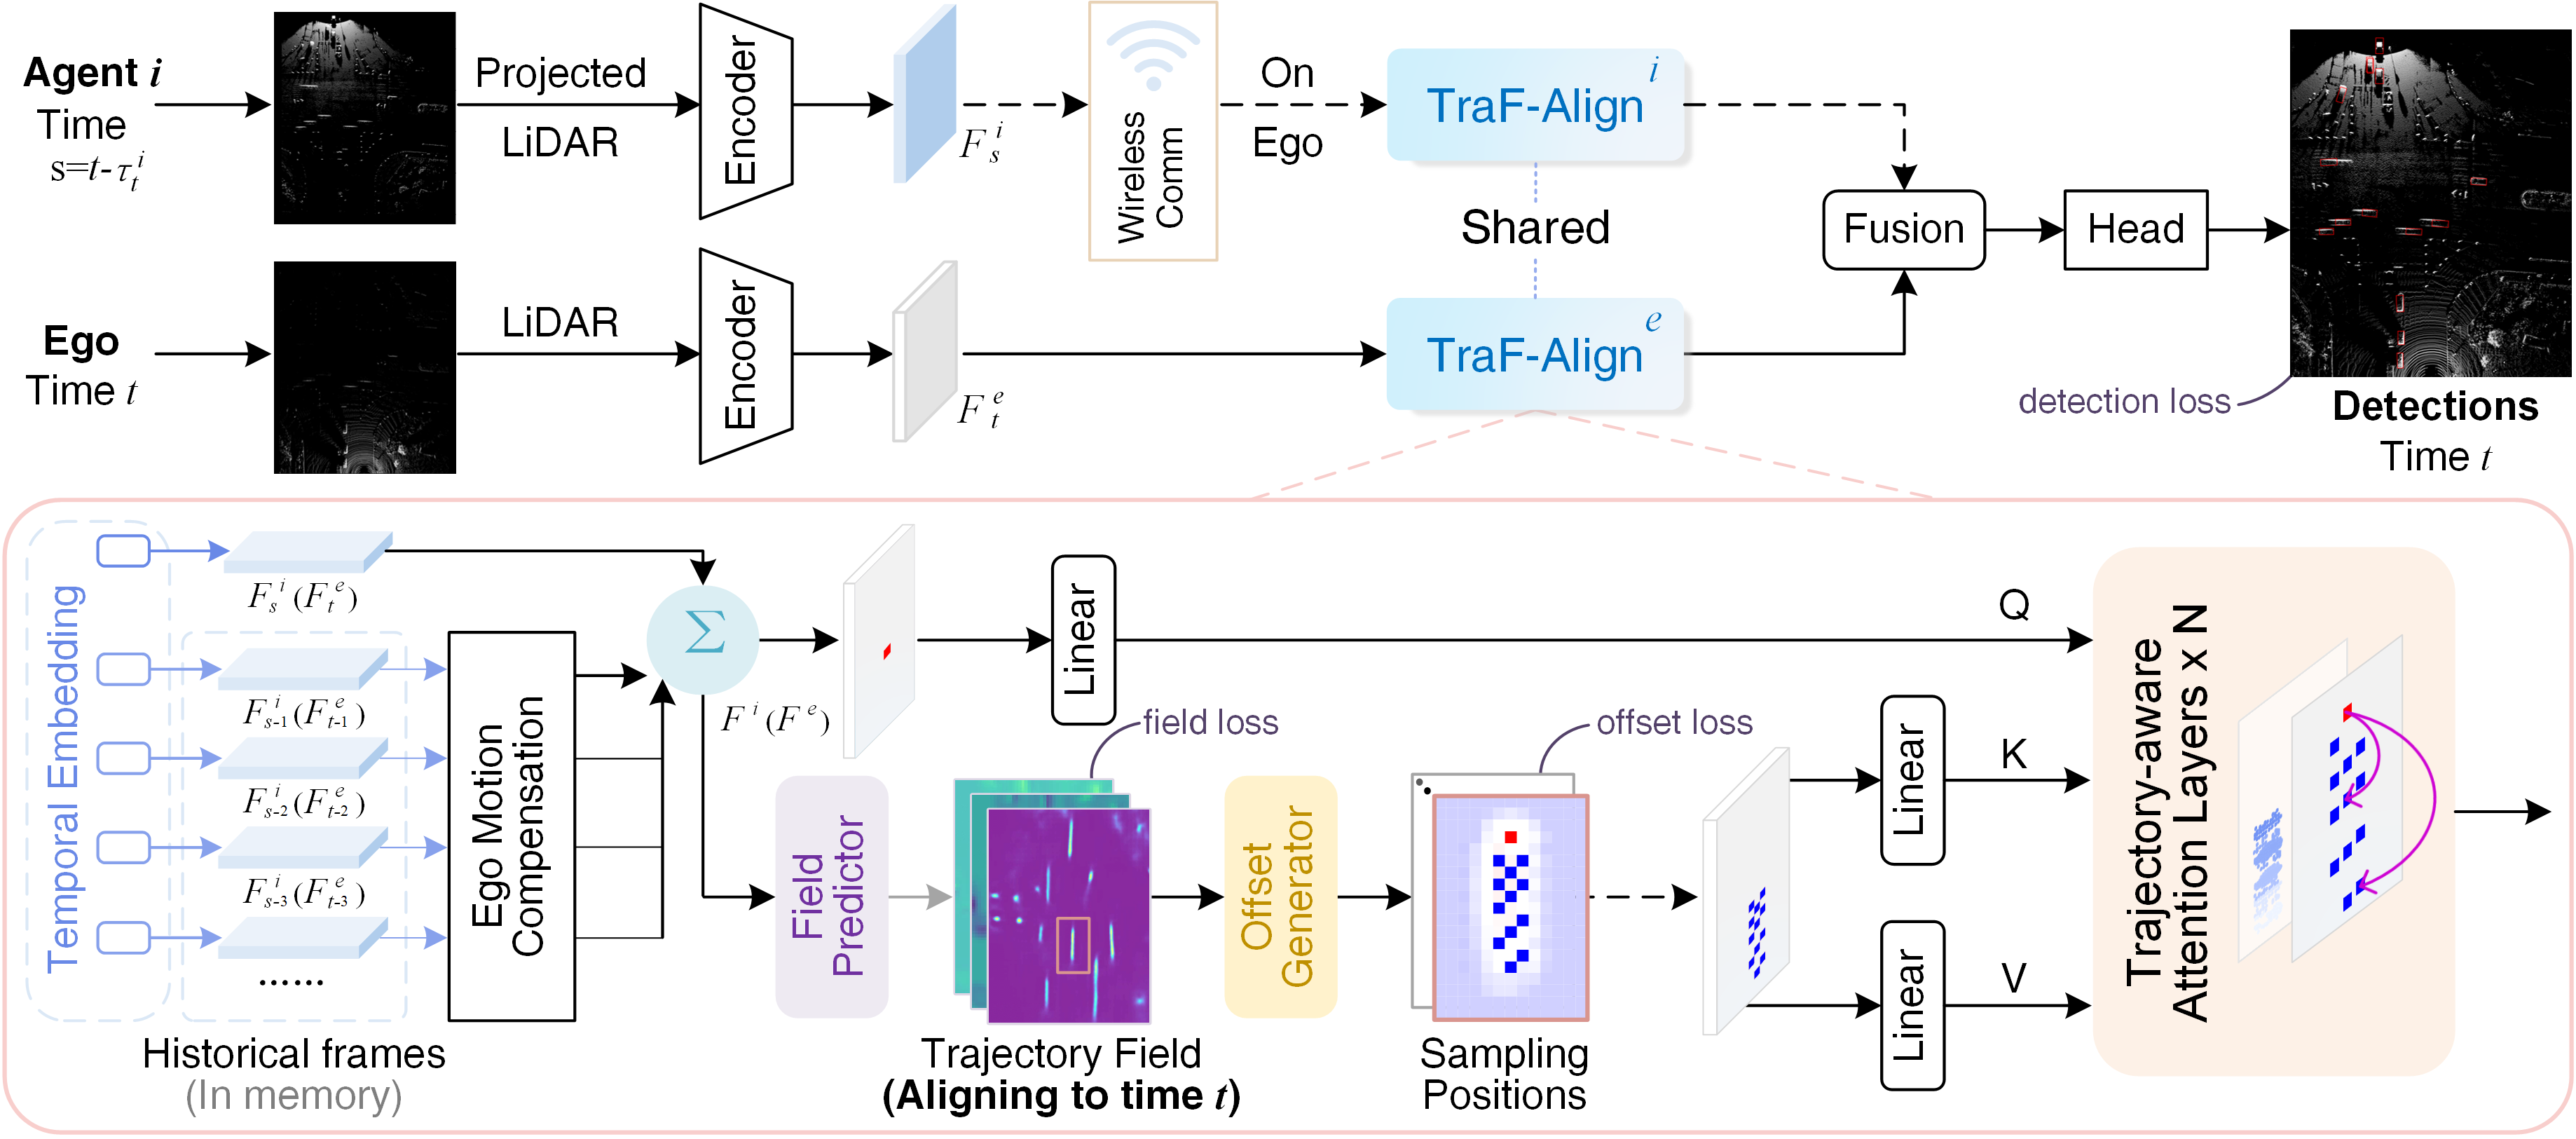 Agent i
Time
s=t-τ_t^i
Projected
LiDAR
Encoder
F_s^i
Wireless
Comm
On
Ego
TraF-Align^i
Shared
Ego
Time t
LiDAR
Encoder
F_t^e
TraF-Align^e
Fusion
Head
detection loss
Detections
Time t
Temporal Embedding
F_s^i (F_t^e)
F_{s-1}^i (F_{t-1}^e)
F_{s-2}^i (F_{t-2}^e)
F_{s-3}^i (F_{t-3}^e)
......
Historical frames
(In memory)
Ego Motion
Compensation
Σ
F^i (F^e)
Linear
Q
Field
Predictor
field loss
Trajectory Field
(Aligning to time t)
Offset
Generator
offset loss
Sampling
Positions
Linear
K
Linear
V
Trajectory-aware
Attention Layers x N